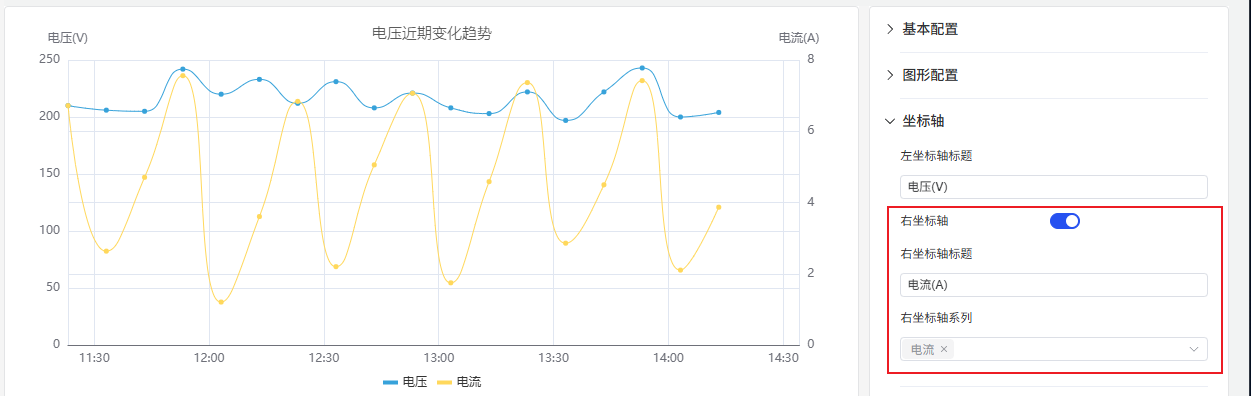 电压近期变化趋势
电压(V)
电流(A)
250
200
150
100
50
0
8
6
4
2
0
11:30
12:00
12:30
13:00
13:30
14:00
14:30
电压
电流
基本配置
图形配置
坐标轴
左坐标轴标题
电压(V)
右坐标轴
右坐标轴标题
电流(A)
右坐标轴系列
电流 ×